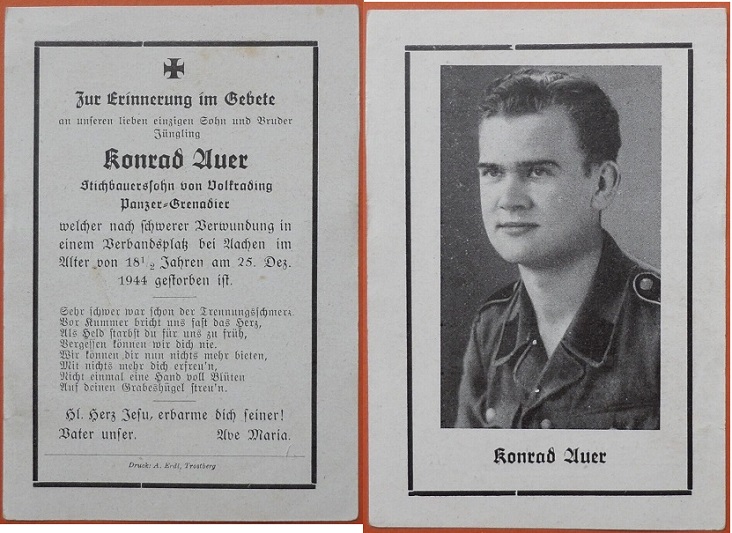 Zur Erinnerung im Gebete
an unseren lieben einzigen Sohn und Bruder
Jüngling
Konrad Auer
Stichbauerssohn von Volkrading
Panzer=Grenadier
welcher nach schwerer Verwundung in
einem Verbandsplatz bei Aachen im
Alter von 18 1/2 Jahren am 25. Dez.
1944 gestorben ist.
Sehr schwer war schon der Trennungsschmerz.
Vor Kummer bricht uns fast das Herz,
Als Held starbst du für uns zu früh,
Vergessen können wir dich nie.
Wir können dir nun nichts mehr bieten,
Mit nichts mehr dich erfreu'n.
Nicht einmal eine Hand voll Blüten
Auf deinen Grabeshügel streu'n.
Hl. Herz Jesu, erbarme dich seiner!
Vater unser. Ave Maria.
Druck: A. Erdl, Trostberg
Konrad Auer